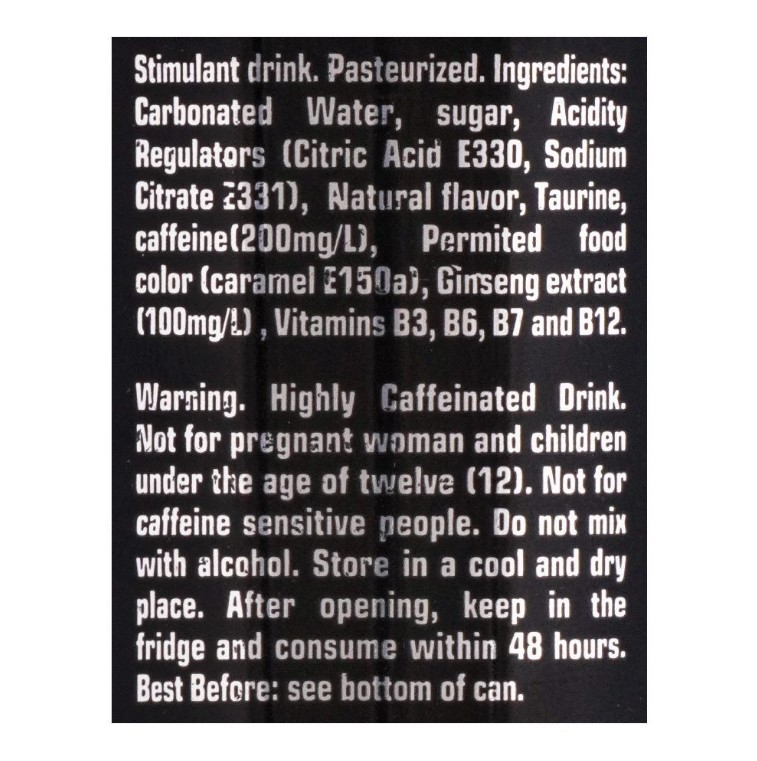 Stimulant drink. Pasteurized. Ingredients:
Carbonated Water, sugar, Acidity
Regulators (Citric Acid E330, Sodium
Citrate E331), Natural flavor, Taurine,
caffeine(200mg/L), Permited food
color (caramel E150a), Ginseng extract
(100mg/L) , Vitamins B3, B6, B7 and B12.
Warning. Highly Caffeinated Drink.
Not for pregnant woman and children
under the age of twelve (12). Not for
caffeine sensitive people. Do not mix
with alcohol. Store in a cool and dry
place. After opening, keep in the
fridge and consume within 48 hours.
Best Before: see bottom of can.